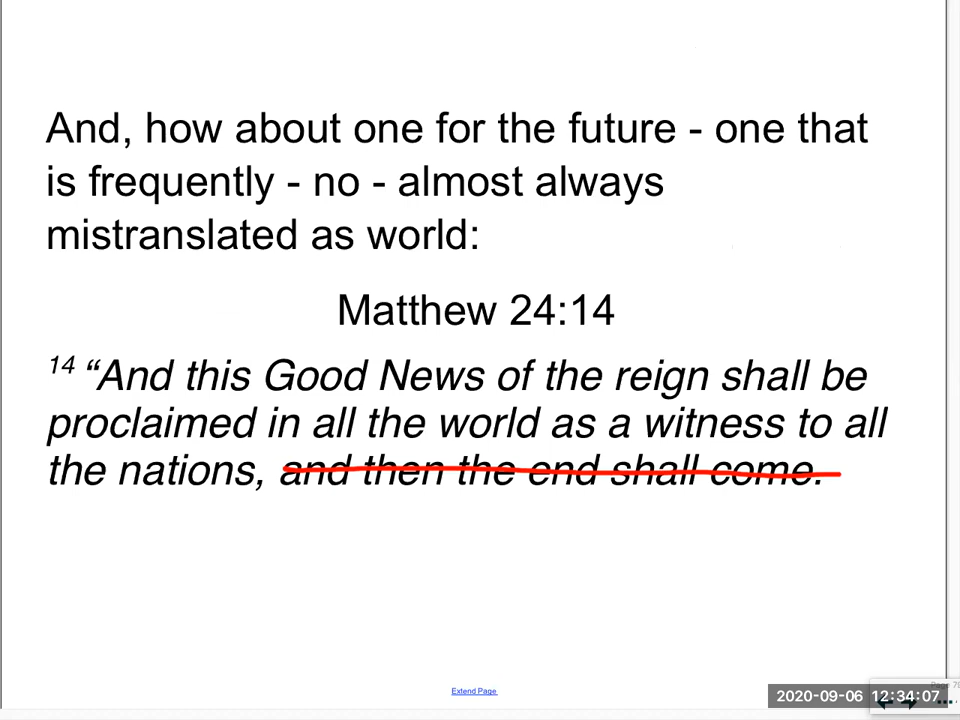 And, how about one for the future - one that
is frequently - no - almost always
mistranslated as world:
Matthew 24:14
14 “And this Good News of the reign shall be
proclaimed in all the world as a witness to all
the nations, and then the end shall come.
Extend Page
2020-09-06 12:34:07